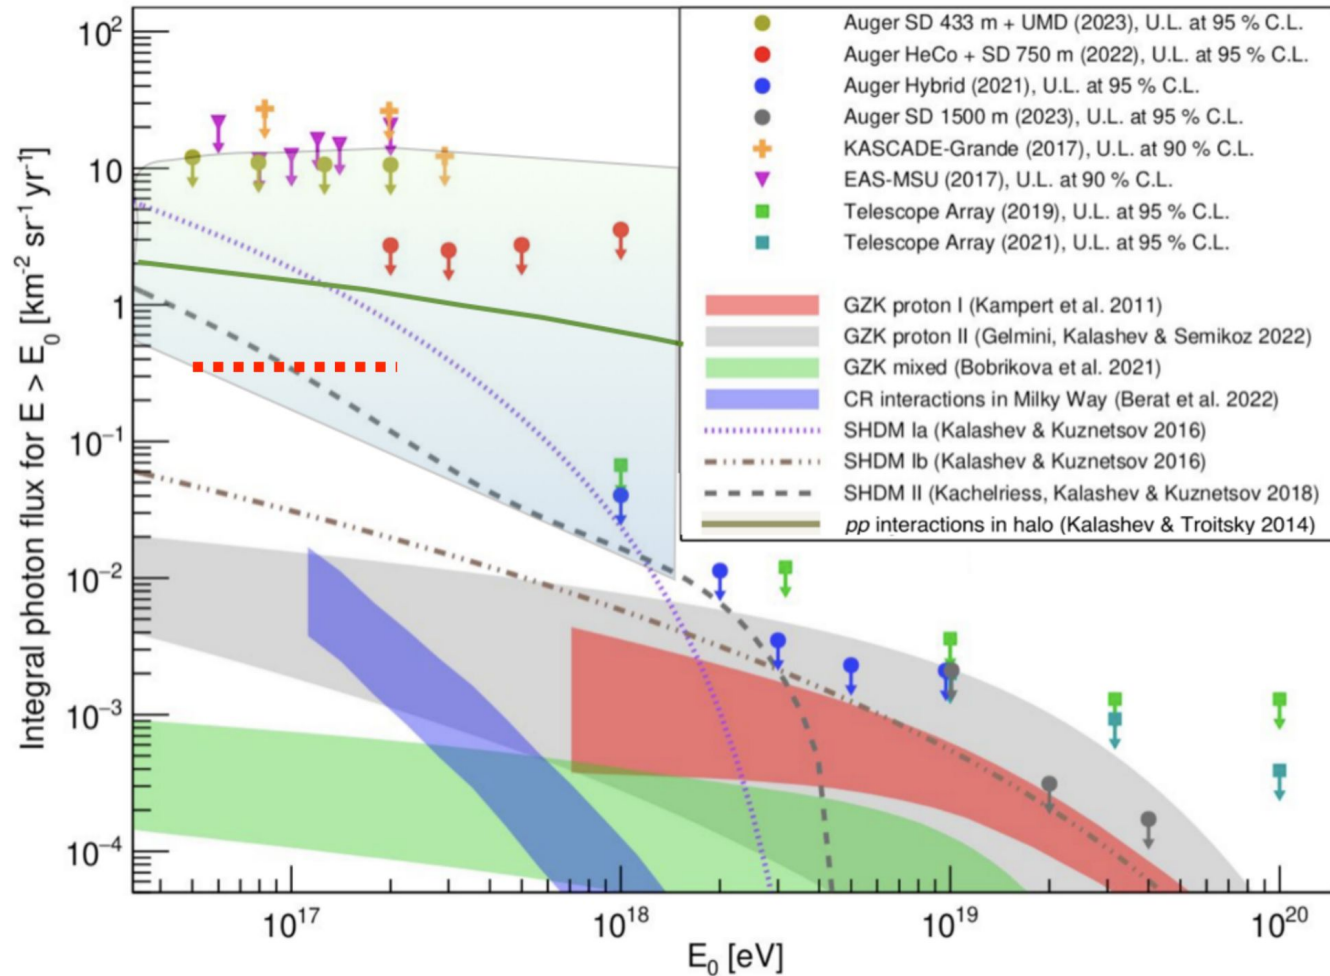 Integral photon flux for E > E₀ [km⁻² sr⁻¹ yr⁻¹]
10²
10
1
10⁻¹
10⁻²
10⁻³
10⁻⁴
Auger SD 433 m + UMD (2023), U.L. at 95 % C.L.
Auger HeCo + SD 750 m (2022), U.L. at 95 % C.L.
Auger Hybrid (2021), U.L. at 95 % C.L.
Auger SD 1500 m (2023), U.L. at 95 % C.L.
KASCADE-Grande (2017), U.L. at 90 % C.L.
EAS-MSU (2017), U.L. at 90 % C.L.
Telescope Array (2019), U.L. at 95 % C.L.
Telescope Array (2021), U.L. at 95 % C.L.
GZK proton I (Kampert et al. 2011)
GZK proton II (Gelmini, Kalashev & Semikoz 2022)
GZK mixed (Bobrikova et al. 2021)
CR interactions in Milky Way (Berat et al. 2022)
SHDM Ia (Kalashev & Kuznetsov 2016)
SHDM Ib (Kalashev & Kuznetsov 2016)
SHDM II (Kachelriess, Kalashev & Kuznetsov 2018)
pp interactions in halo (Kalashev & Troitsky 2014)
10¹⁷
10¹⁸
10¹⁹
10²⁰
E₀ [eV]